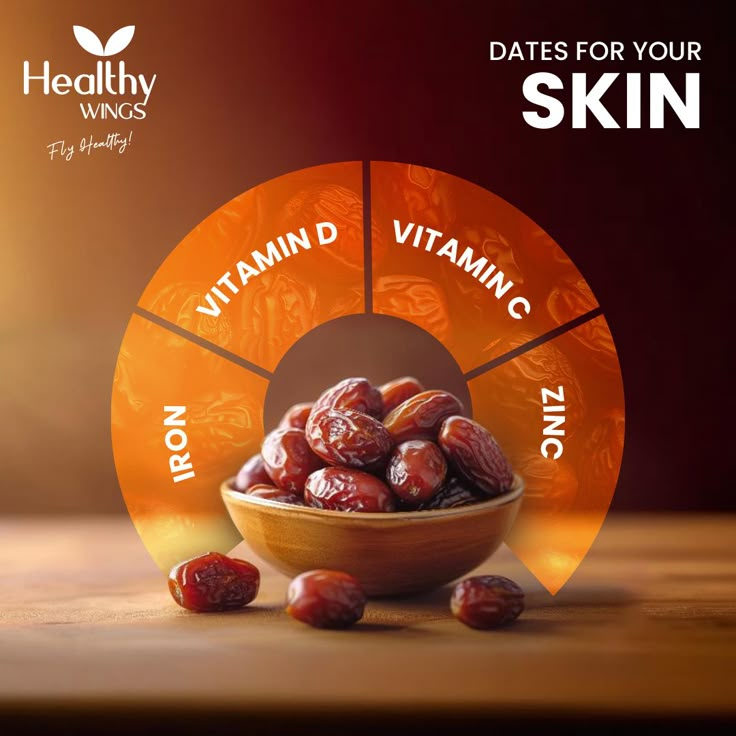 Healthy
WINGS
Fly Healthy!
DATES FOR YOUR
SKIN
IRON
VITAMIN D
VITAMIN C
ZINC